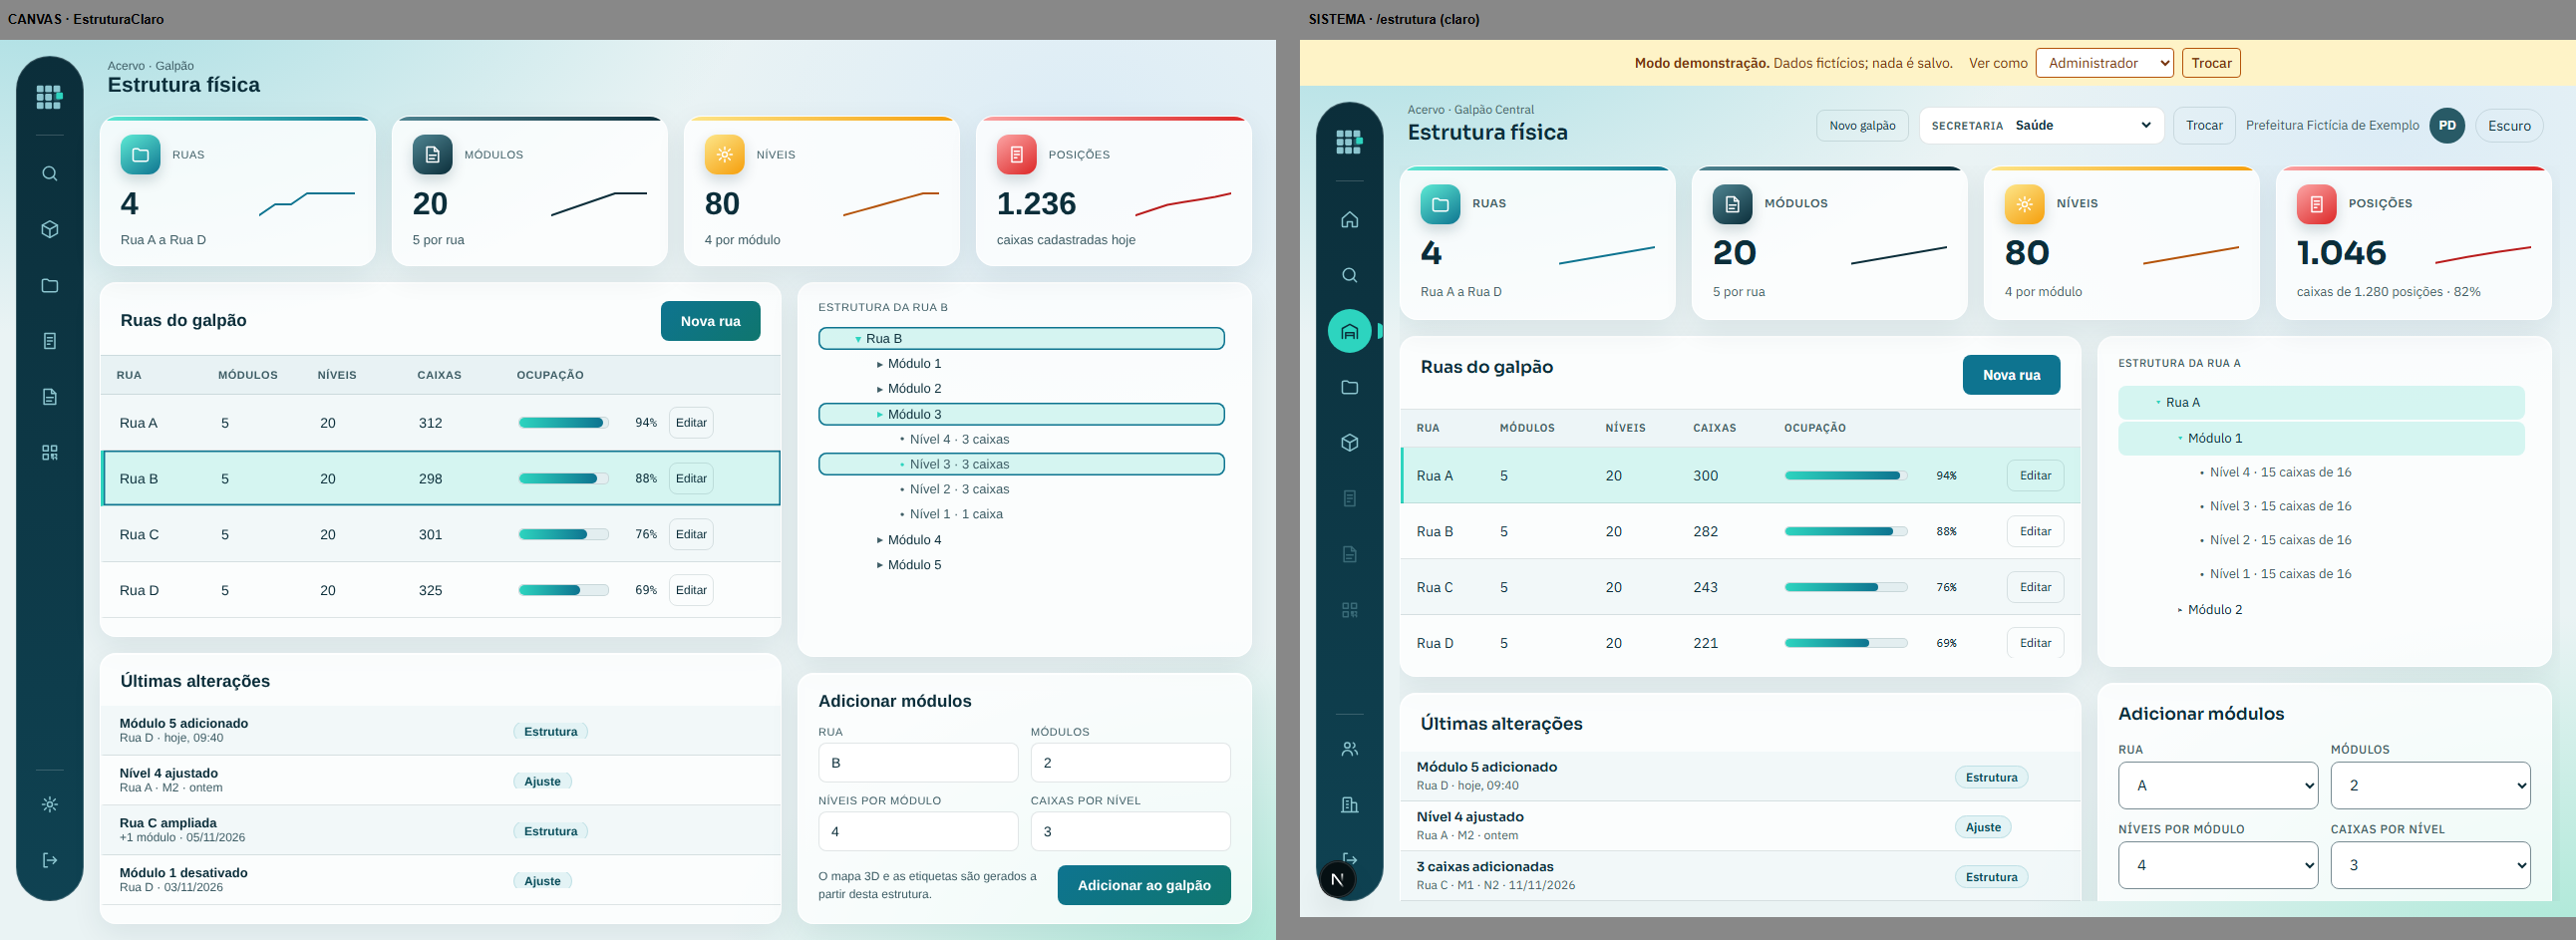 CANVAS · EstruturaClaro
Acervo · Galpão
Estrutura física
RUAS
4
Rua A a Rua D
MÓDULOS
20
5 por rua
NÍVEIS
80
4 por módulo
POSIÇÕES
1.236
caixas cadastradas hoje
Ruas do galpão
Nova rua
RUA MÓDULOS NÍVEIS CAIXAS OCUPAÇÃO
Rua A 5 20 312 94% Editar
Rua B 5 20 298 88% Editar
Rua C 5 20 301 76% Editar
Rua D 5 20 325 69% Editar
ESTRUTURA DA RUA B
▾ Rua B
▸ Módulo 1
▸ Módulo 2
▸ Módulo 3
• Nível 4 · 3 caixas
• Nível 3 · 3 caixas
• Nível 2 · 3 caixas
• Nível 1 · 1 caixa
▸ Módulo 4
▸ Módulo 5
Últimas alterações
Módulo 5 adicionado
Rua D · hoje, 09:40
Estrutura
Nível 4 ajustado
Rua A · M2 · ontem
Ajuste
Rua C ampliada
+1 módulo · 05/11/2026
Estrutura
Módulo 1 desativado
Rua D · 03/11/2026
Ajuste
Adicionar módulos
RUA MÓDULOS
B 2
NÍVEIS POR MÓDULO CAIXAS POR NÍVEL
4 3
O mapa 3D e as etiquetas são gerados a
partir desta estrutura.
Adicionar ao galpão
SISTEMA · /estrutura (claro)
Modo demonstração. Dados fictícios; nada é salvo. Ver como Administrador Trocar
Acervo · Galpão Central
Estrutura física
Novo galpão SECRETARIA Saúde Trocar Prefeitura Fictícia de Exemplo PD Escuro
RUAS
4
Rua A a Rua D
MÓDULOS
20
5 por rua
NÍVEIS
80
4 por módulo
POSIÇÕES
1.046
caixas de 1.280 posições · 82%
Ruas do galpão
Nova rua
RUA MÓDULOS NÍVEIS CAIXAS OCUPAÇÃO
Rua A 5 20 300 94% Editar
Rua B 5 20 282 88% Editar
Rua C 5 20 243 76% Editar
Rua D 5 20 221 69% Editar
ESTRUTURA DA RUA A
▾ Rua A
▾ Módulo 1
• Nível 4 · 15 caixas de 16
• Nível 3 · 15 caixas de 16
• Nível 2 · 15 caixas de 16
• Nível 1 · 15 caixas de 16
▸ Módulo 2
Últimas alterações
Módulo 5 adicionado
Rua D · hoje, 09:40
Estrutura
Nível 4 ajustado
Rua A · M2 · ontem
Ajuste
3 caixas adicionadas
Rua C · M1 · N2 · 11/11/2026
Estrutura
Adicionar módulos
RUA MÓDULOS
A 2
NÍVEIS POR MÓDULO CAIXAS POR NÍVEL
4 3
N